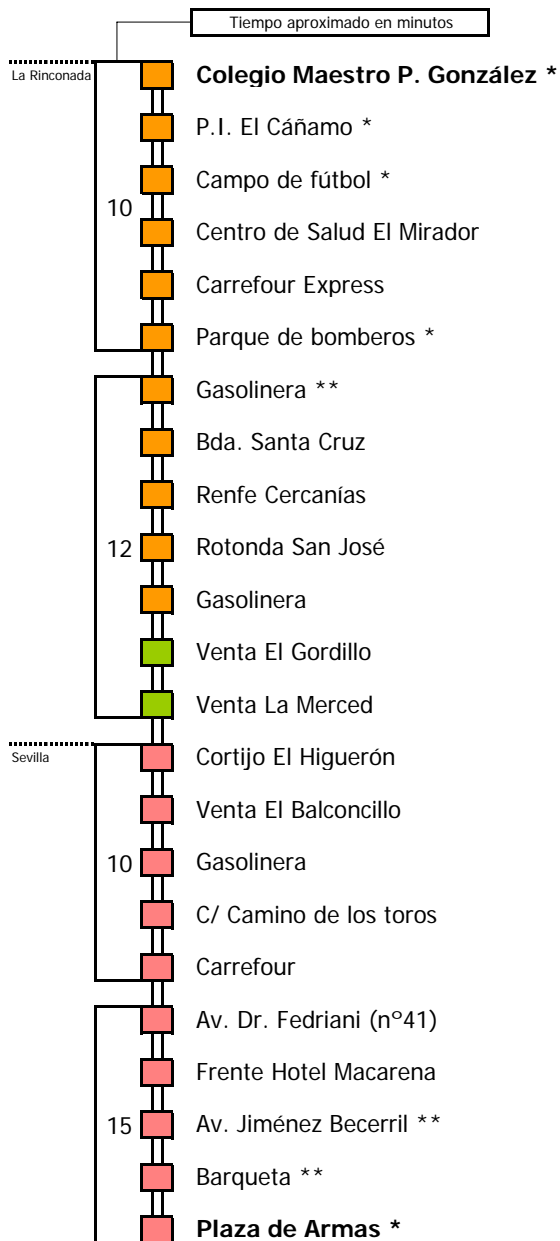 Tiempo aproximado en minutos
La Rinconada
Colegio Maestro P. González *
P.I. El Cáñamo *
Campo de fútbol *
10
Centro de Salud El Mirador
Carrefour Express
Parque de bomberos *
Gasolinera **
Bda. Santa Cruz
Renfe Cercanías
12
Rotonda San José
Gasolinera
Venta El Gordillo
Venta La Merced
Sevilla
Cortijo El Higuerón
Venta El Balconcillo
10
Gasolinera
C/ Camino de los toros
Carrefour
Av. Dr. Fedriani (nº41)
Frente Hotel Macarena
15
Av. Jiménez Becerril **
Barqueta **
Plaza de Armas *